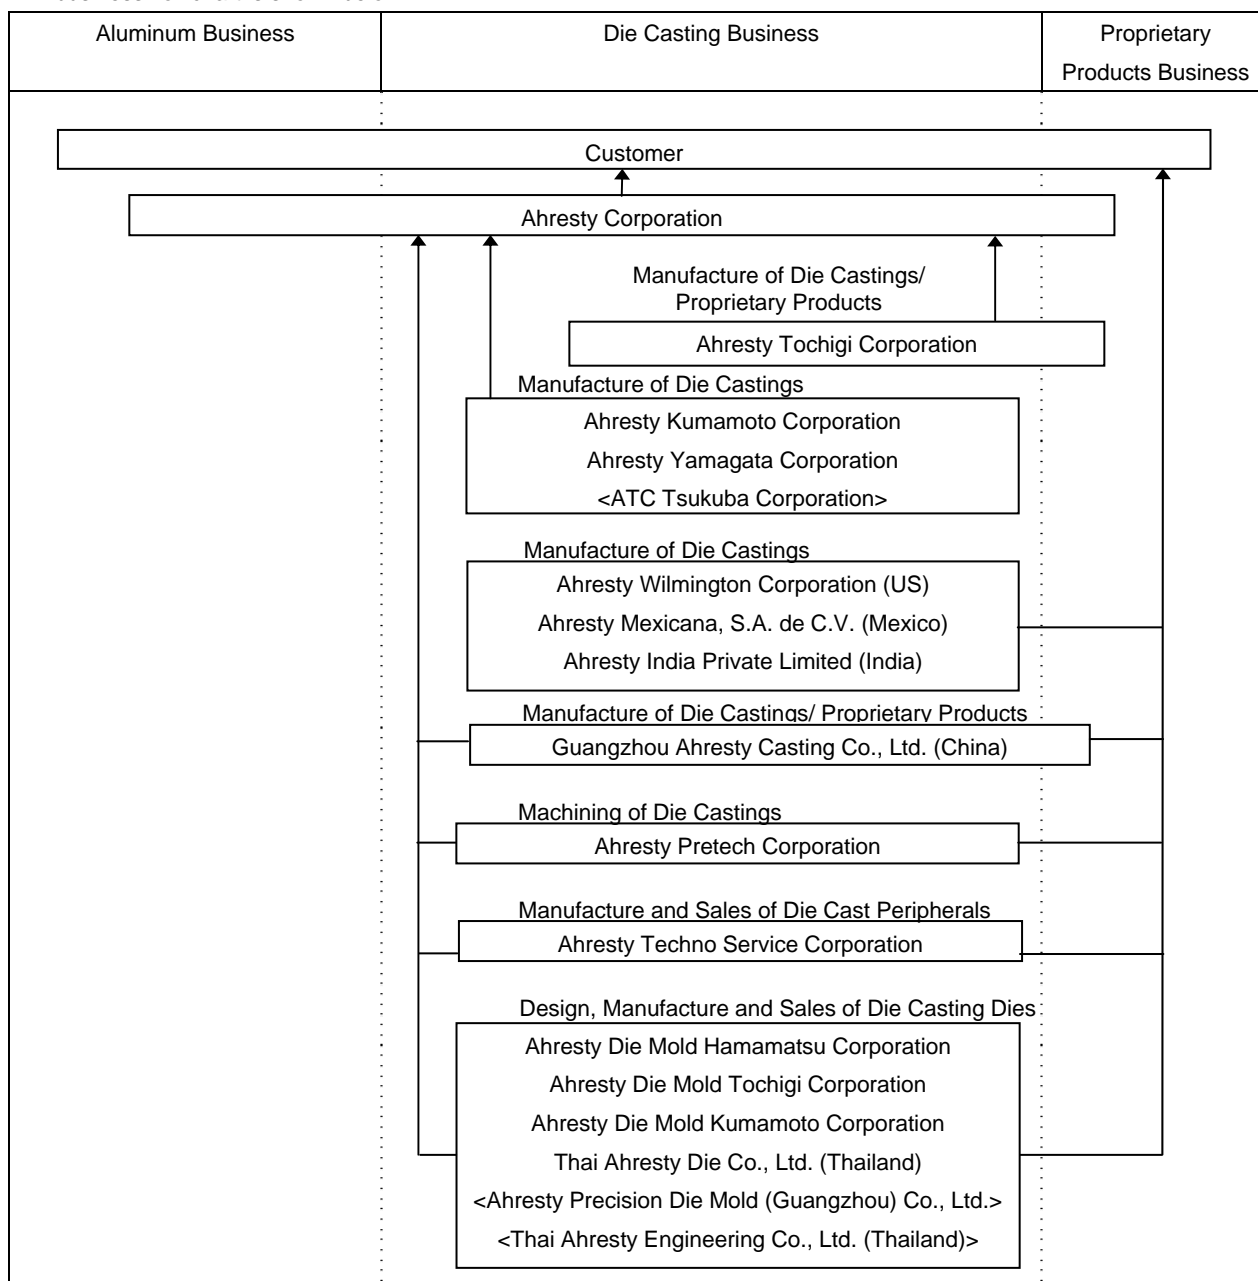 Aluminum Business
Die Casting Business
Proprietary
Products Business
Customer
Ahresty Corporation
Manufacture of Die Castings/
Proprietary Products
Ahresty Tochigi Corporation
Manufacture of Die Castings
Ahresty Kumamoto Corporation
Ahresty Yamagata Corporation
<ATC Tsukuba Corporation>
Manufacture of Die Castings
Ahresty Wilmington Corporation (US)
Ahresty Mexicana, S.A. de C.V. (Mexico)
Ahresty India Private Limited (India)
Manufacture of Die Castings/ Proprietary Products
Guangzhou Ahresty Casting Co., Ltd. (China)
Machining of Die Castings
Ahresty Pretech Corporation
Manufacture and Sales of Die Cast Peripherals
Ahresty Techno Service Corporation
Design, Manufacture and Sales of Die Casting Dies
Ahresty Die Mold Hamamatsu Corporation
Ahresty Die Mold Tochigi Corporation
Ahresty Die Mold Kumamoto Corporation
Thai Ahresty Die Co., Ltd. (Thailand)
<Ahresty Precision Die Mold (Guangzhou) Co., Ltd.>
<Thai Ahresty Engineering Co., Ltd. (Thailand)>